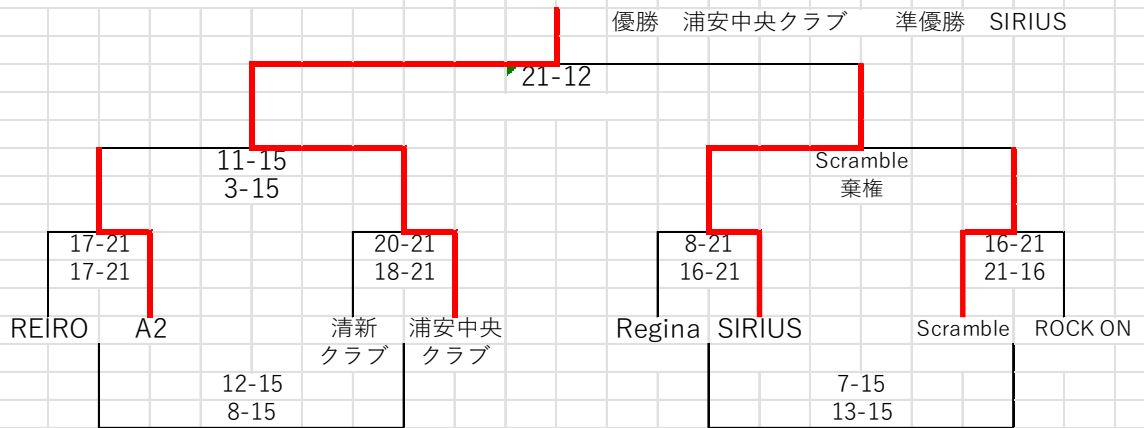 優勝 浦安中央クラブ 準優勝 SIRIUS
21-12
11-15
3-15
Scramble
棄権
17-21
17-21
20-21
18-21
8-21
16-21
16-21
21-16
REIRO
A2
清新
クラブ
浦安中央
クラブ
Regina
SIRIUS
Scramble
ROCK ON
12-15
8-15
7-15
13-15